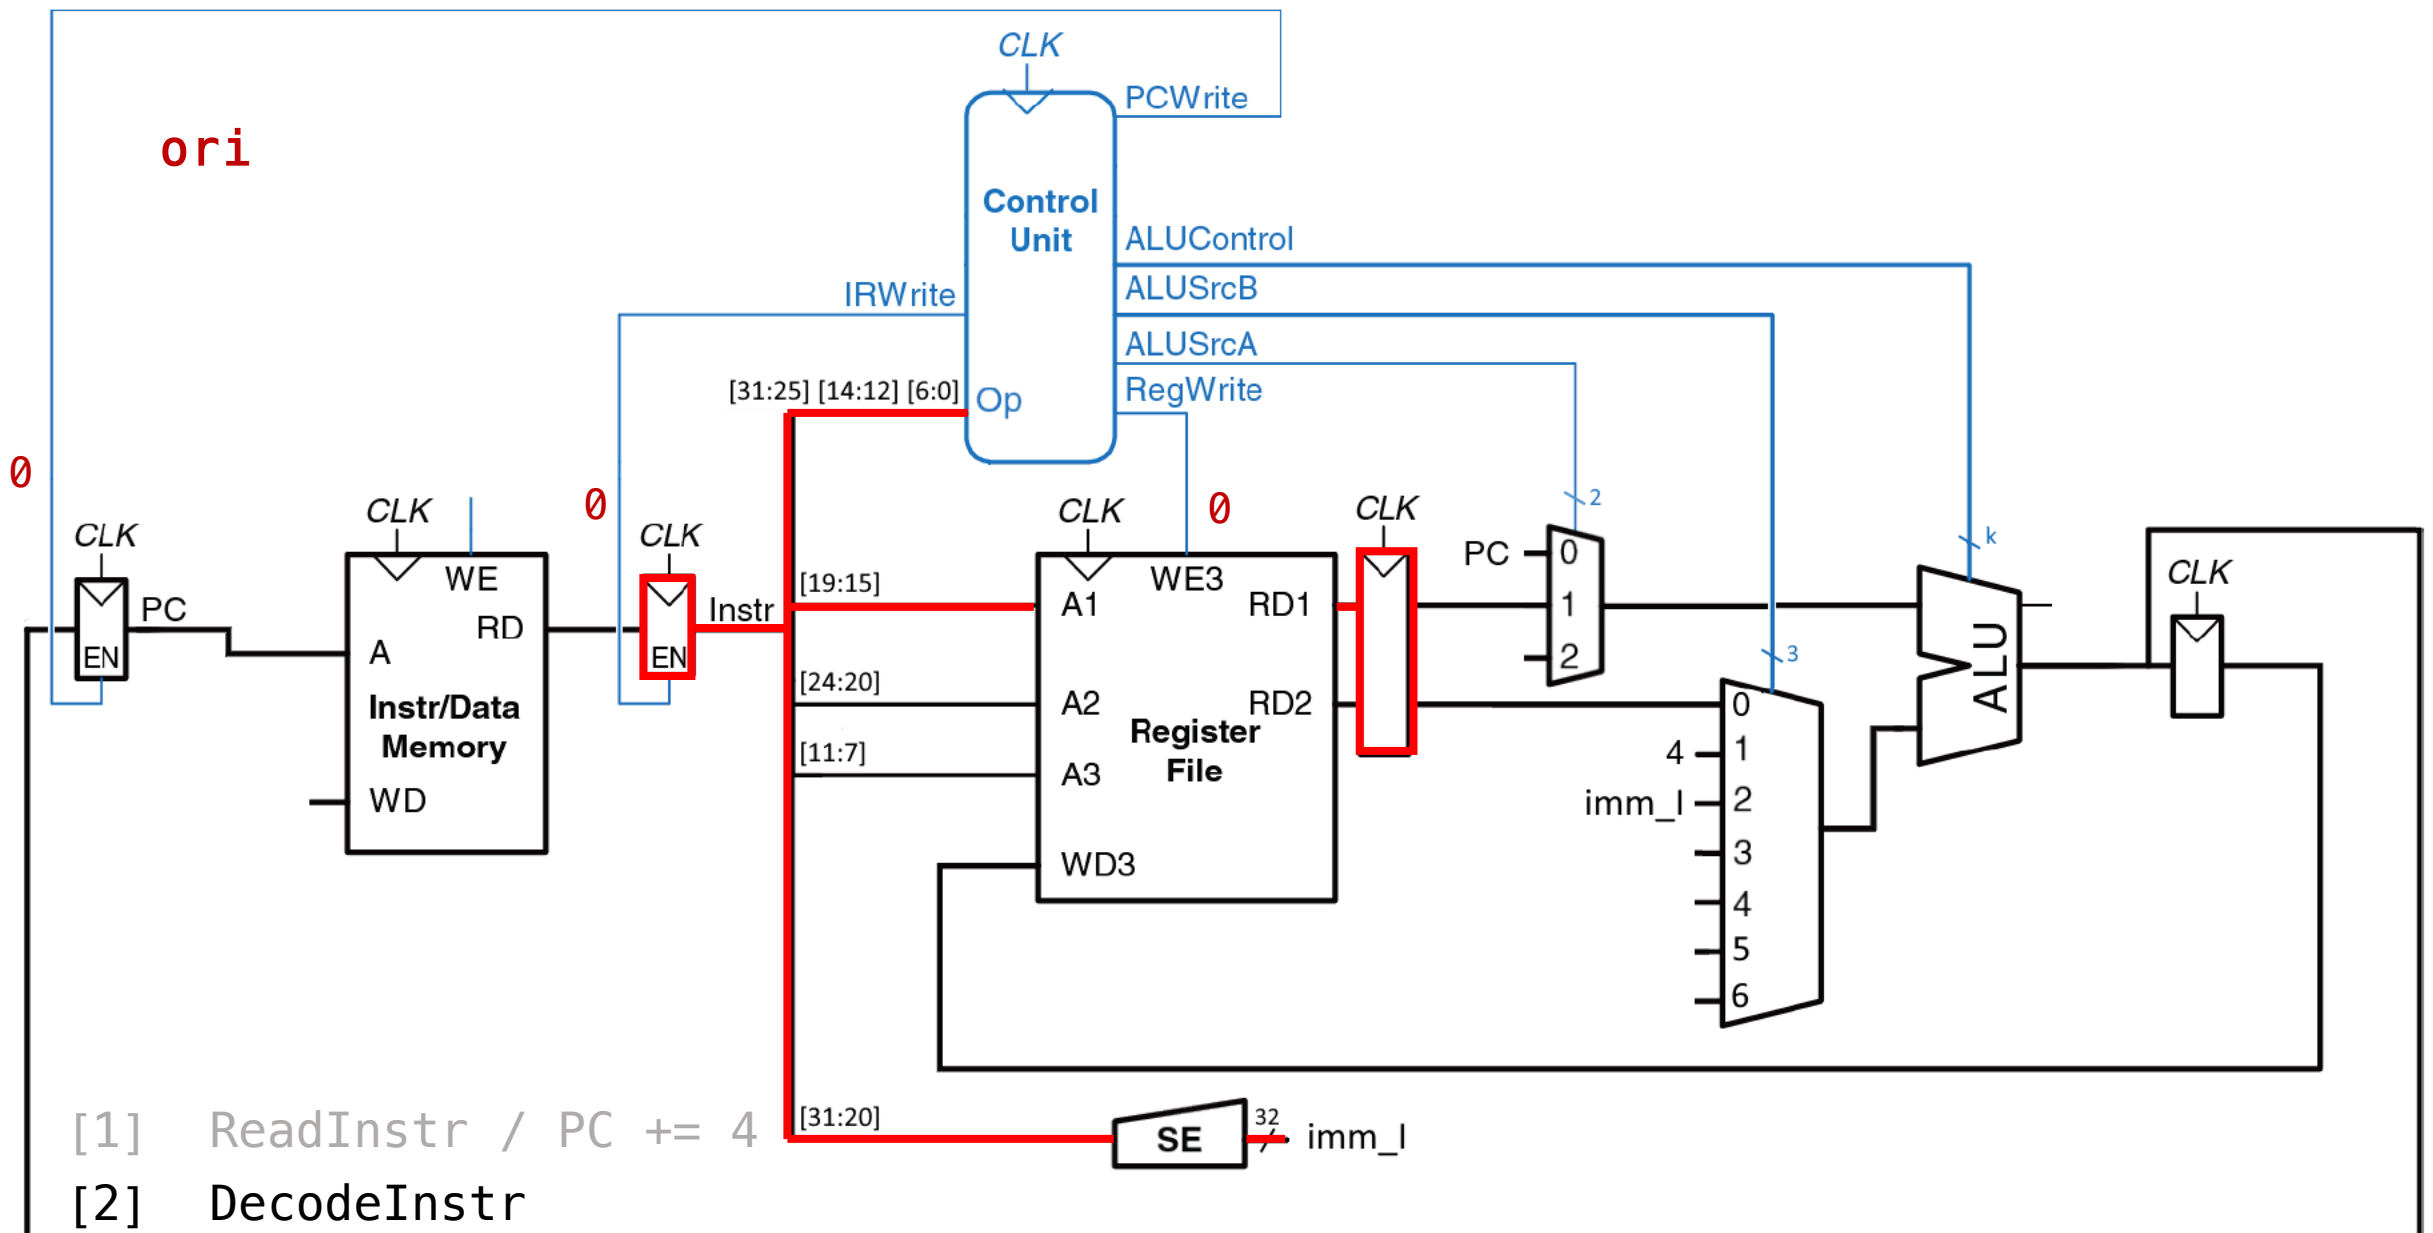 CLK
PCWrite
ori
Control
Unit
ALUControl
ALUSrcB
IRWrite
ALUSrcA
[31:25] [14:12] [6:0]
Op
RegWrite
0
0
0
CLK
CLK
CLK
CLK
CLK
2
k
3
CLK
PC
EN
WE
RD
A
Instr/Data
Memory
WD
EN
Instr
[19:15]
[24:20]
[11:7]
A1
A2
A3
WD3
WE3
RD1
RD2
Register
File
PC
0
1
2
0
4
1
imm_I
2
3
4
5
6
ALU
[31:20]
SE
32
imm_I
[1] ReadInstr / PC += 4
[2] DecodeInstr